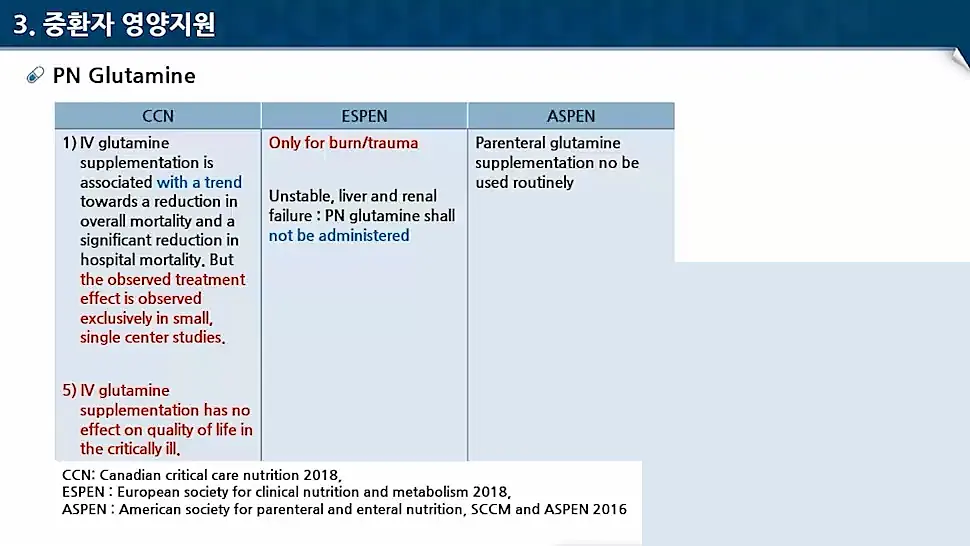 3. 중환자 영양지원
PN Glutamine
CCN
ESPEN
ASPEN
1) IV glutamine
supplementation is
associated with a trend
towards a reduction in
overall mortality and a
significant reduction in
hospital mortality. But
the observed treatment
effect is observed
exclusively in small,
single center studies.
5) IV glutamine
supplementation has no
effect on quality of life in
the critically ill.
Only for burn/trauma
Unstable, liver and renal
failure : PN glutamine shall
not be administered
Parenteral glutamine
supplementation no be
used routinely
CCN: Canadian critical care nutrition 2018,
ESPEN : European society for clinical nutrition and metabolism 2018,
ASPEN : American society for parenteral and enteral nutrition, SCCM and ASPEN 2016